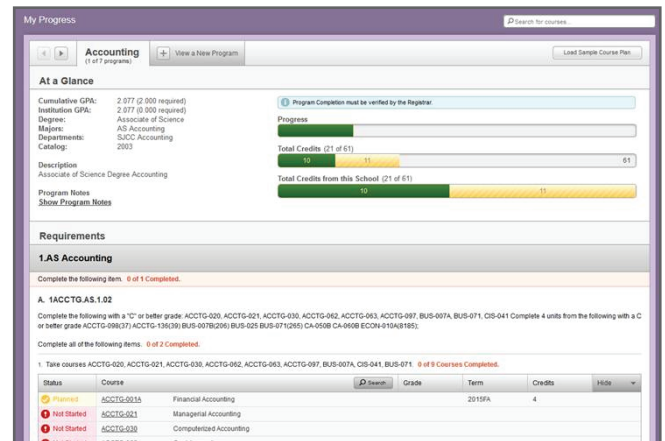 My Progress
Search for courses...
Accounting
(1 of 7 programs)
View a New Program
Load Sample Course Plan
At a Glance
Cumulative GPA: 2.077 (2.000 required)
Institution GPA: 2.077 (0.000 required)
Degree: Associate of Science
Majors: AS Accounting
Departments: SJCC Accounting
Catalog: 2003
Description
Associate of Science Degree Accounting
Program Notes
Show Program Notes
Program Completion must be verified by the Registrar.
Progress
Total Credits (21 of 61)
10 11 61
Total Credits from this School (21 of 61)
10 11
Requirements
1.AS Accounting
Complete the following item. 0 of 1 Completed.
A. 1ACCTG.AS.1.02
Complete the following with a "C" or better grade: ACCTG-020, ACCTG-021, ACCTG-030, ACCTG-062, ACCTG-063, ACCTG-097, BUS-007A, BUS-071, CIS-041 Complete 4 units from the following with a C
or better grade ACCTG-098(37) ACCTG-136(39) BUS-007B(206) BUS-025 BUS-071(265) CA-050B CA-060B ECON-010A(8185);
Complete all of the following items. 0 of 2 Completed.
1. Take courses ACCTG-020, ACCTG-021, ACCTG-030, ACCTG-062, ACCTG-063, ACCTG-097, BUS-007A, CIS-041, BUS-071. 0 of 9 Courses Completed.
Status Course Search Grade Term Credits Hide
Planned ACCTG-001A Financial Accounting 2015FA 4
Not Started ACCTG-021 Managerial Accounting
Not Started ACCTG-030 Computerized Accounting